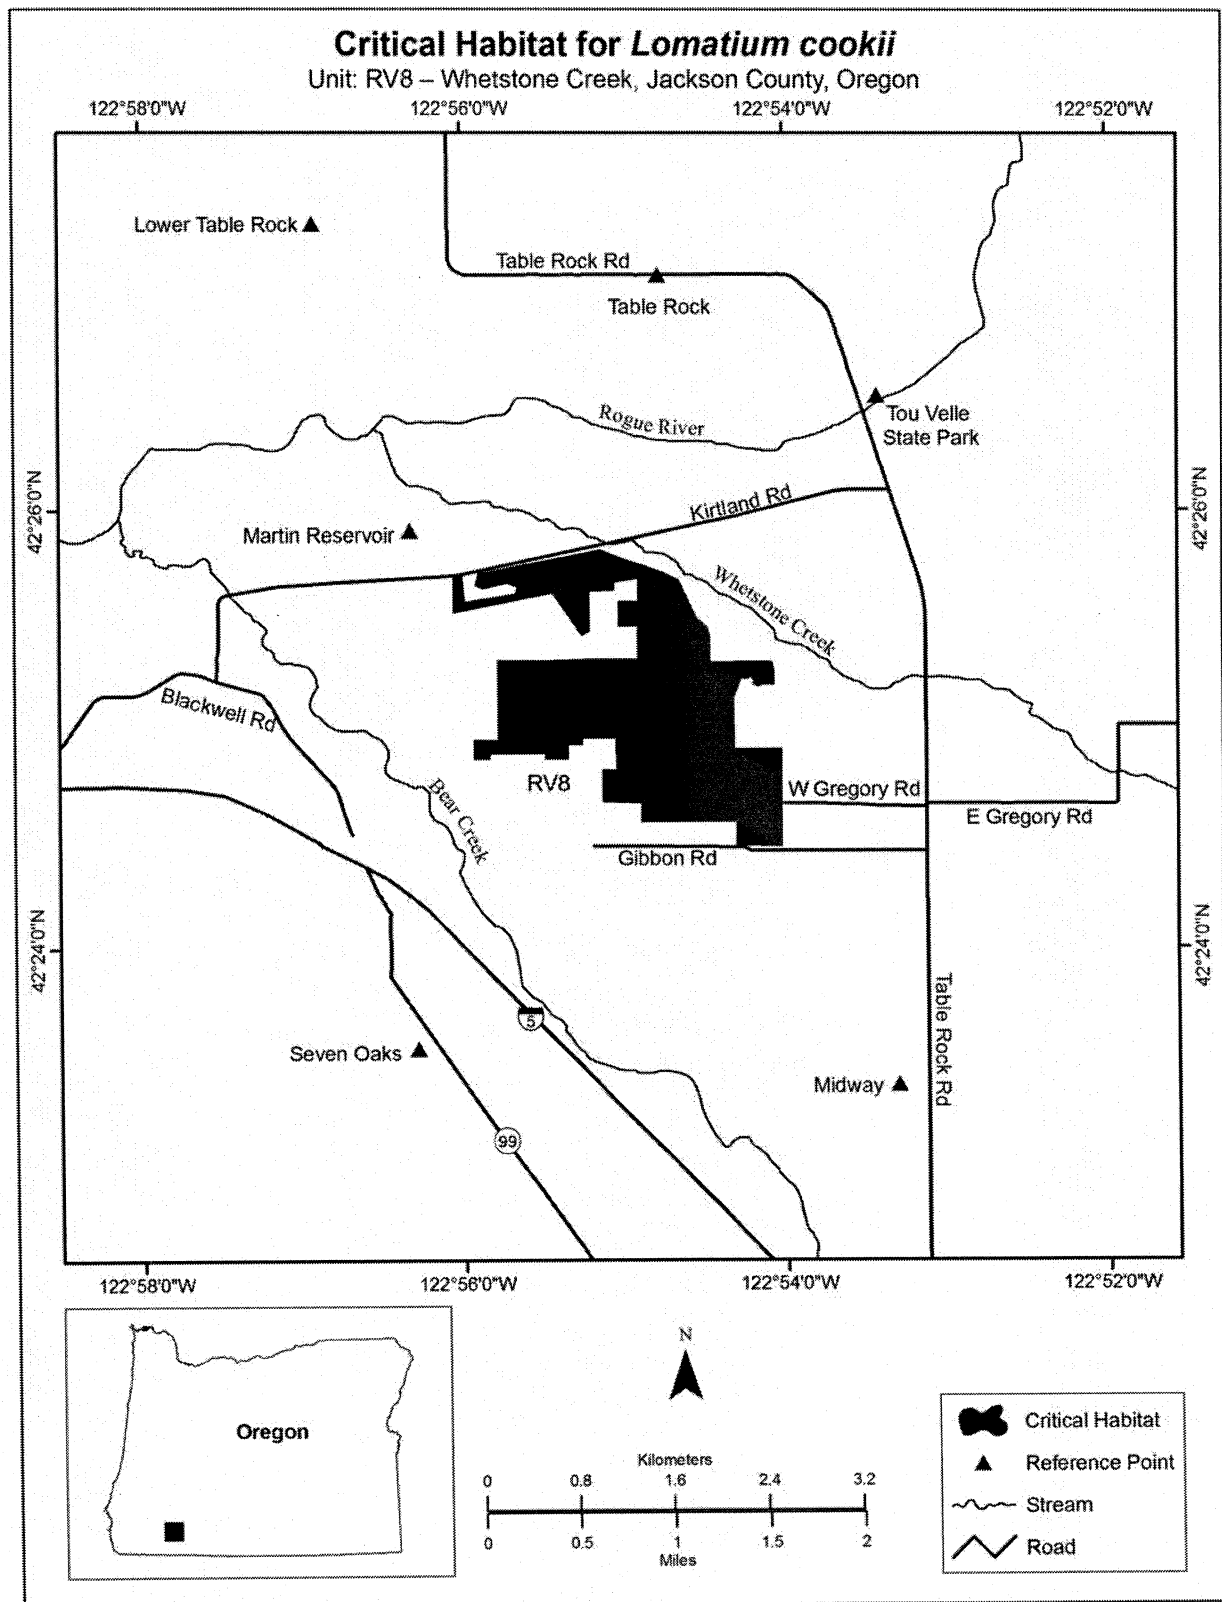 Critical Habitat for Lomatium cookii
Unit: RV8 – Whetstone Creek, Jackson County, Oregon
122°58'0"W 122°56'0"W 122°54'0"W 122°52'0"W
Lower Table Rock
Table Rock Rd
Table Rock
Tou Velle
State Park
Rogue River
42°26'0"N
42°26'0"N
Kirtland Rd
Martin Reservoir
Whetstone Creek
Blackwell Rd
RV8
Bear Creek
W Gregory Rd
E Gregory Rd
Gibbon Rd
42°24'0"N
42°24'0"N
Table Rock Rd
5
Seven Oaks
Midway
99
122°58'0"W 122°56'0"W 122°54'0"W 122°52'0"W
Oregon
N
Kilometers
0 0.8 1.6 2.4 3.2
0 0.5 1 1.5 2
Miles
Critical Habitat
Reference Point
Stream
Road